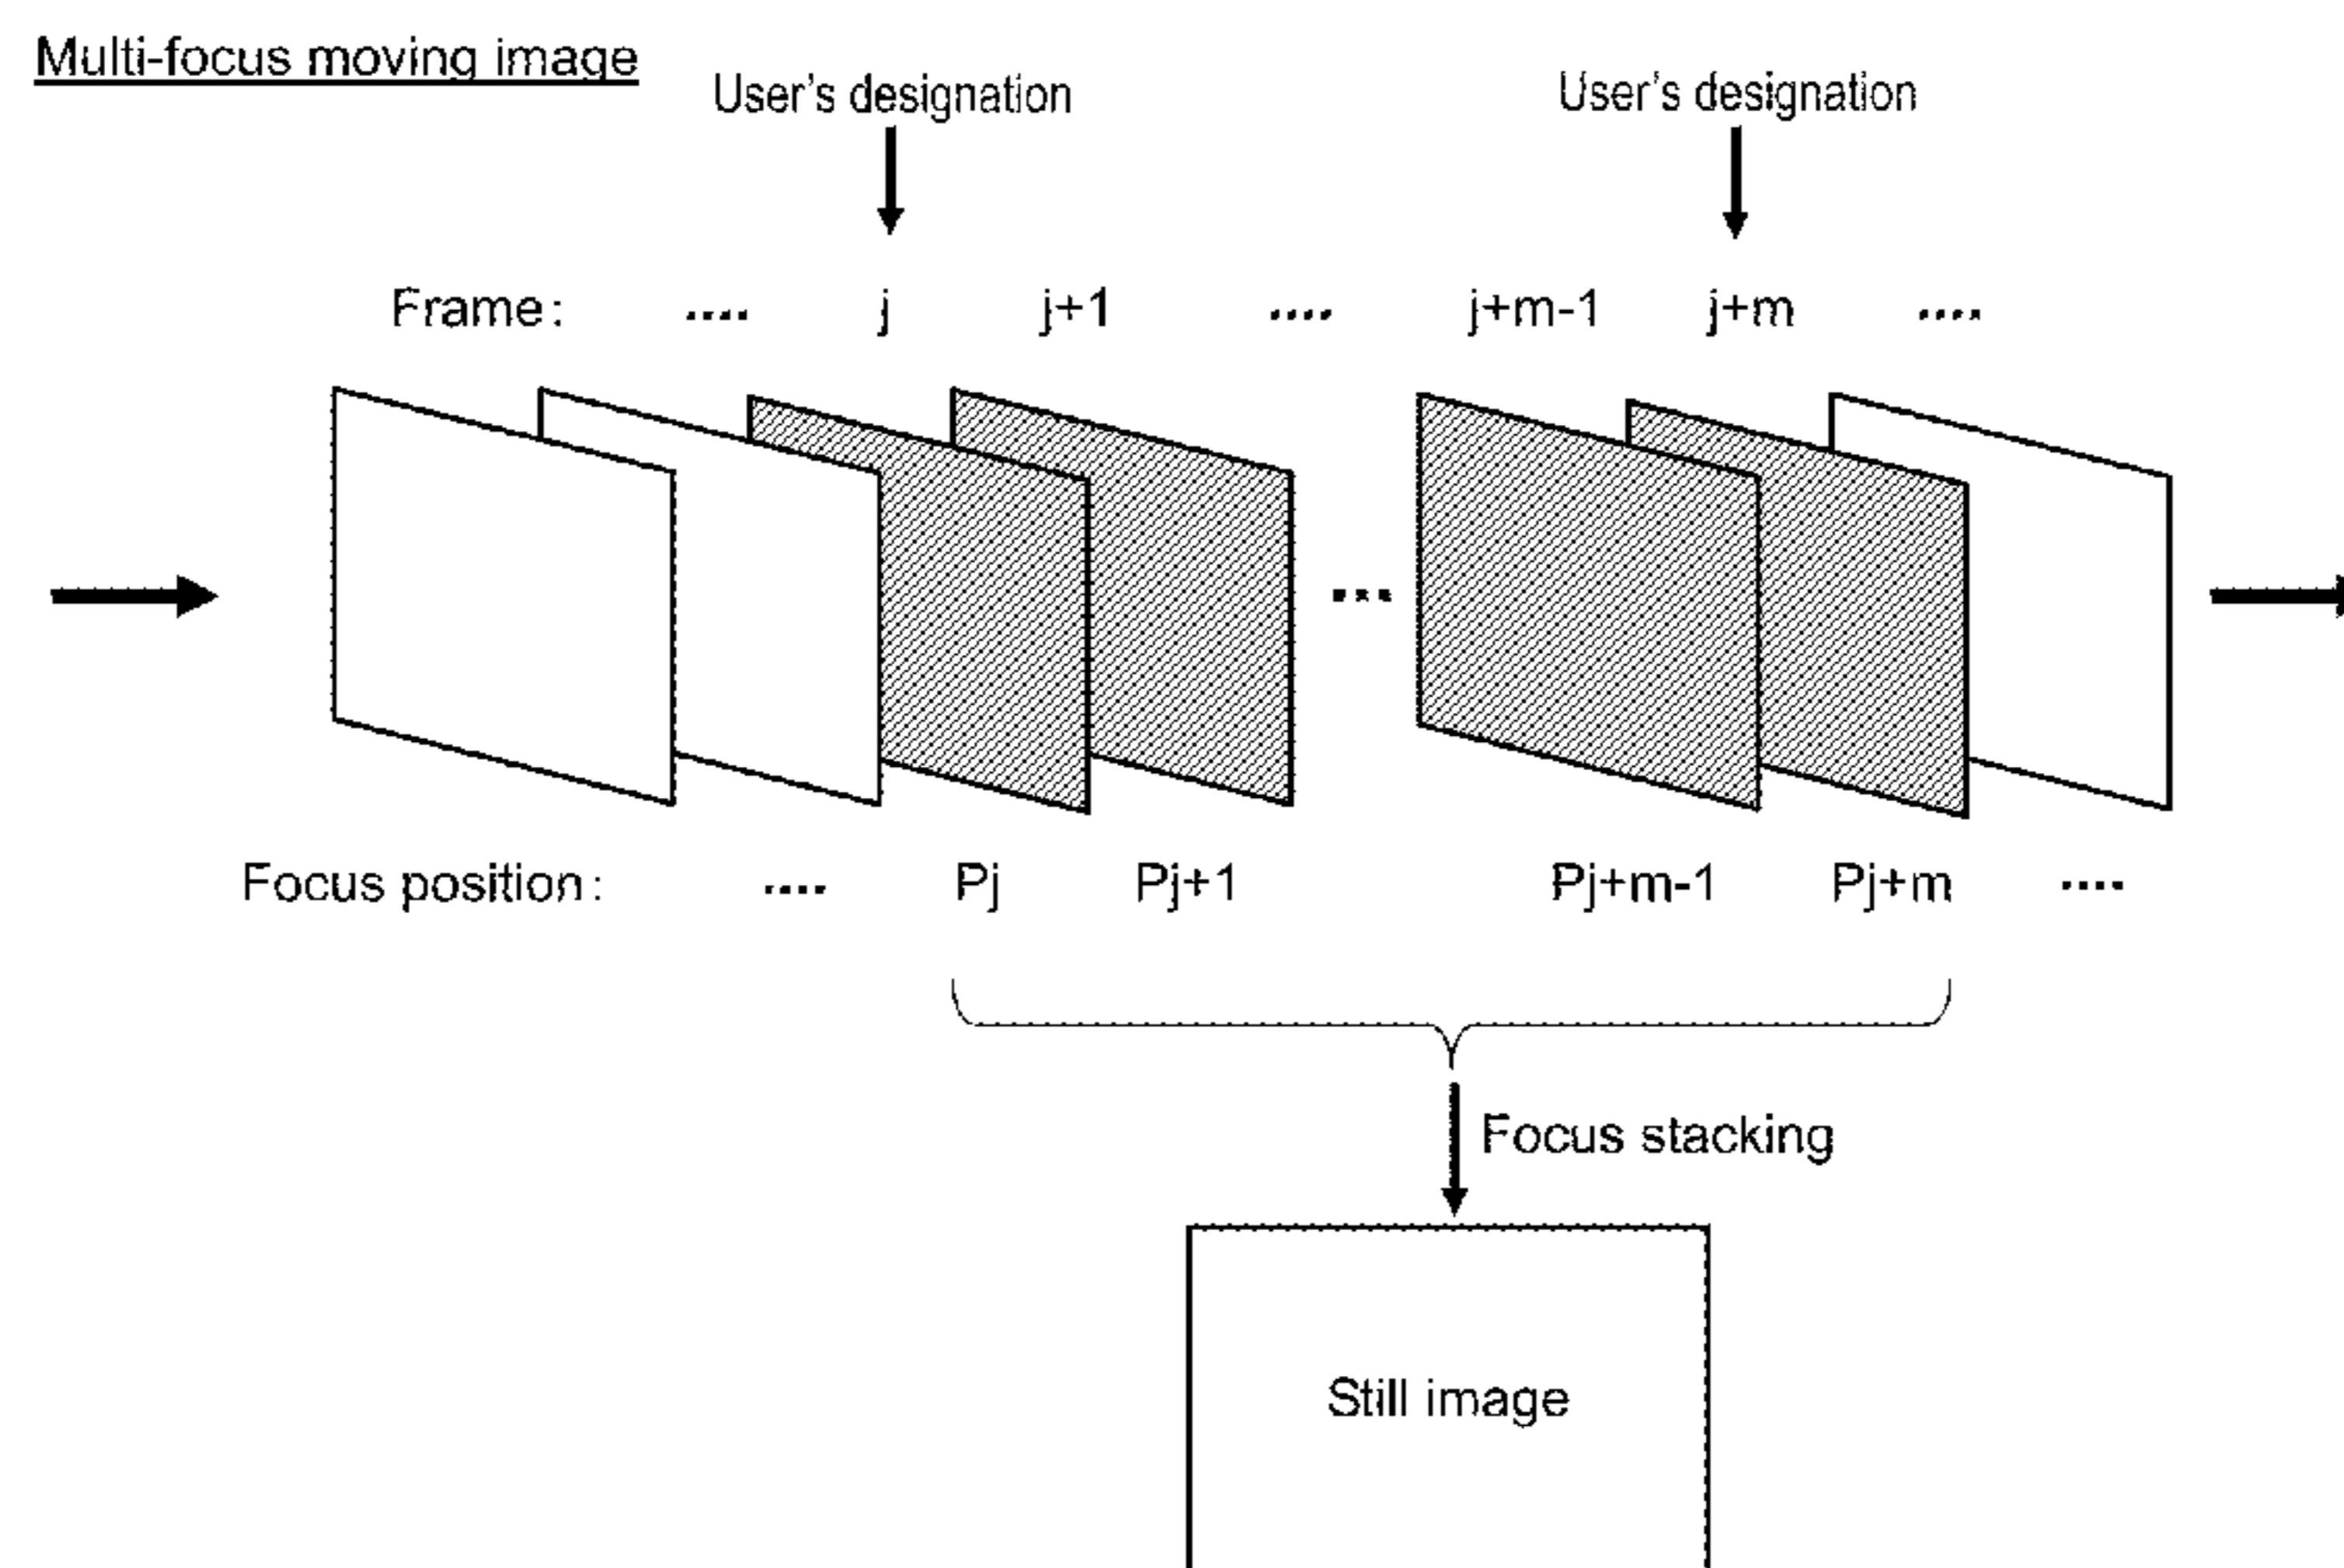 Multi-focus moving image
User's designation User's designation
Frame: .... j j+1 .... j+m-1 j+m ....
...
Focus position: .... Pj Pj+1 Pj+m-1 Pj+m ....
Focus stacking
Still image